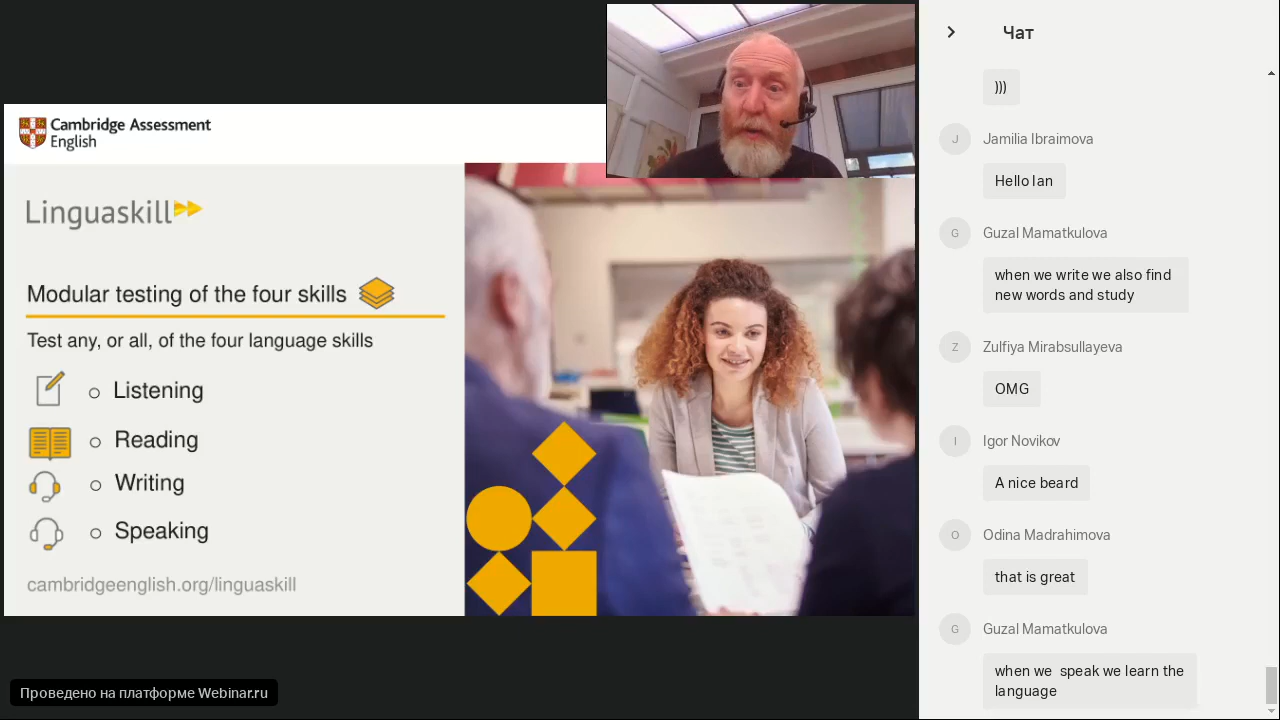 Cambridge Assessment
English
Linguaskill
Modular testing of the four skills
Test any, or all, of the four language skills
Listening
Reading
Writing
Speaking
cambridgeenglish.org/linguaskill
Проведено на платформе Webinar.ru
Чат
)))
J
Jamilia Ibraimova
Hello Ian
G
Guzal Mamatkulova
when we write we also find
new words and study
Z
Zulfiya Mirabsullayeva
OMG
I
Igor Novikov
A nice beard
O
Odina Madrahimova
that is great
G
Guzal Mamatkulova
when we  speak we learn the
language